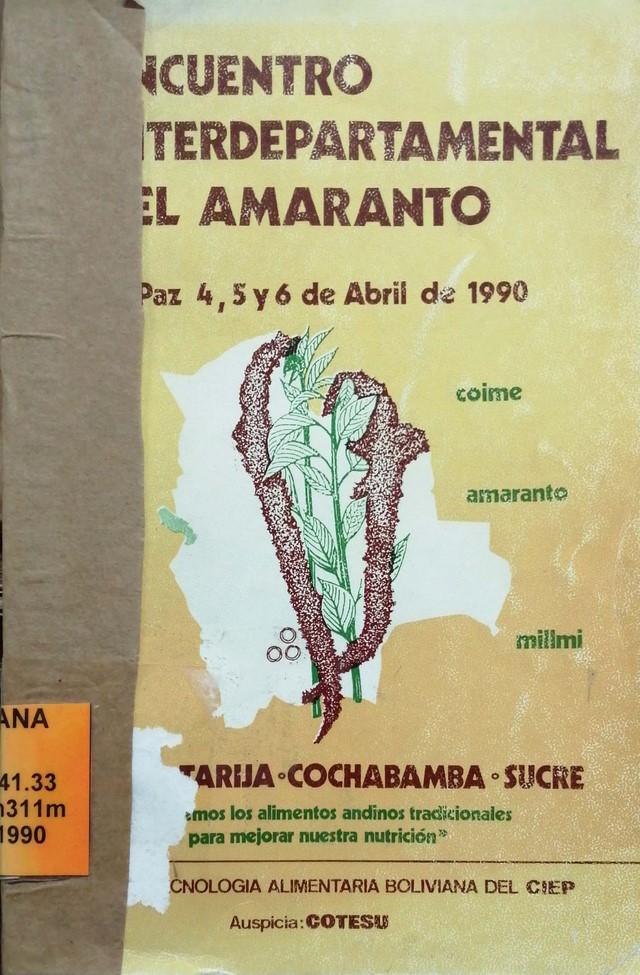 NCUENTRO
NTERDEPARTAMENTAL
EL AMARANTO
Paz 4, 5 y 6 de Abril de 1990
coime
amaranto
millmi
ANA
41.33
n311m
1990
TARIJA • COCHABAMBA • SUCRE
emos los alimentos andinos tradicionales
para mejorar nuestra nutrición”
CNOLOGIA ALIMENTARIA BOLIVIANA DEL CIEP
Auspicia: COTESU